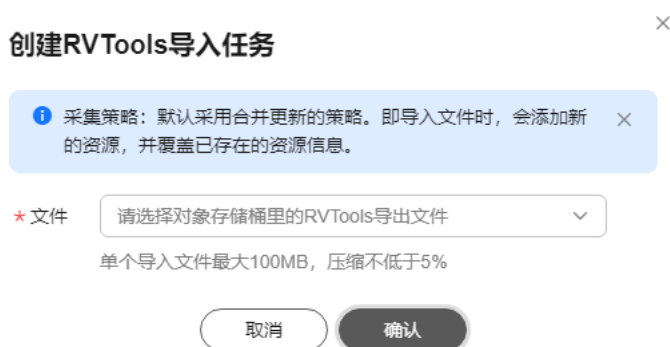 创建RVTools导入任务
采集策略：默认采用合并更新的策略。即导入文件时，会添加新
的资源，并覆盖已存在的资源信息。
* 文件 请选择对象存储桶里的RVTools导出文件
单个导入文件最大100MB，压缩不低于5%
取消 确认